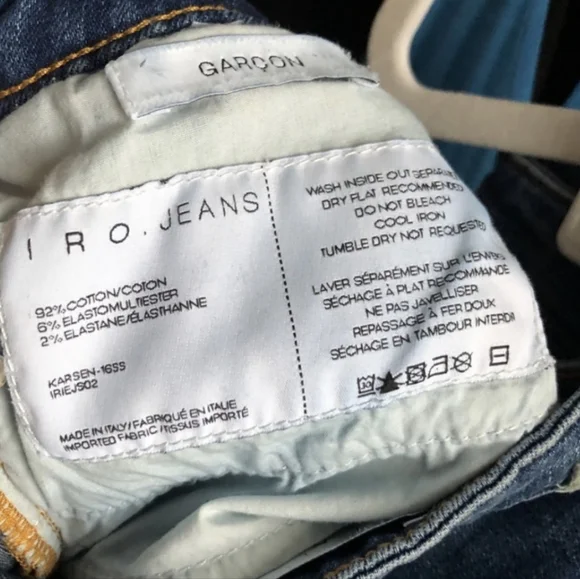 GARÇON
IRO.JEANS
92% COTTON/COTON
6% ELASTOMULTIESTER
2% ELASTANE/ÉLASTHANNE
KARSEN-16SS
IRIEJS02
MADE IN ITALY/FABRIQUÉ EN ITALIE
IMPORTED FABRIC/TISSUS IMPORTÉ
WASH INSIDE OUT
DRY FLAT RECOMMENDED
DO NOT BLEACH
COOL IRON
TUMBLE DRY NOT REQUESTED
LAVER SÉPARÉMENT SUR L'ENVERS
SÉCHAGE À PLAT RECOMMANDÉ
NE PAS JAVELLISER
REPASSAGE À FER DOUX
SÉCHAGE EN TAMBOUR INTERDIT